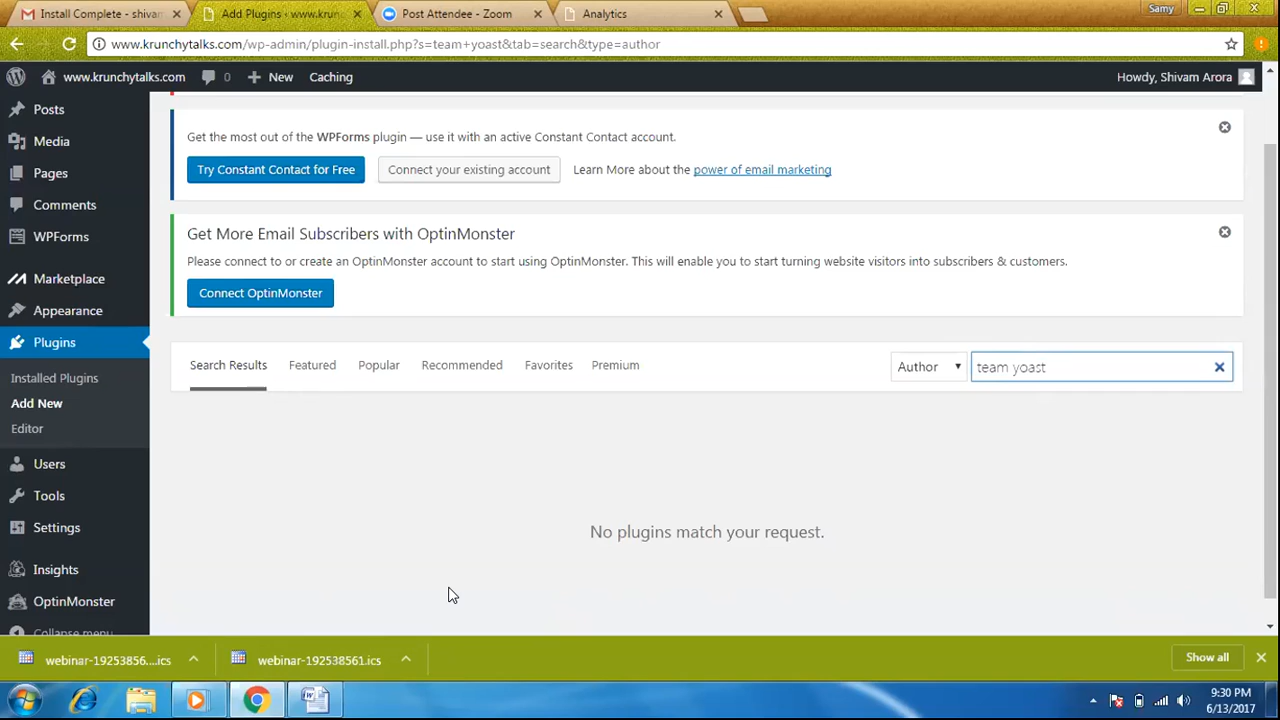 Install Complete - shivam
Add Plugins ‹ www.krunc
Post Attendee - Zoom
Analytics
Samy
www.krunchytalks.com/wp-admin/plugin-install.php?s=team+yoast&tab=search&type=author
www.krunchytalks.com
0
New
Caching
Howdy, Shivam Arora
Posts
Media
Pages
Comments
WPForms
Marketplace
Appearance
Plugins
Installed Plugins
Add New
Editor
Users
Tools
Settings
Insights
OptinMonster
Collapse menu
Get the most out of the WPForms plugin — use it with an active Constant Contact account.
Try Constant Contact for Free
Connect your existing account
Learn More about the power of email marketing
Get More Email Subscribers with OptinMonster
Please connect to or create an OptinMonster account to start using OptinMonster. This will enable you to start turning website visitors into subscribers & customers.
Connect OptinMonster
Search Results
Featured
Popular
Recommended
Favorites
Premium
Author
team yoast
No plugins match your request.
webinar-19253856....ics
webinar-192538561.ics
Show all
9:30 PM
6/13/2017